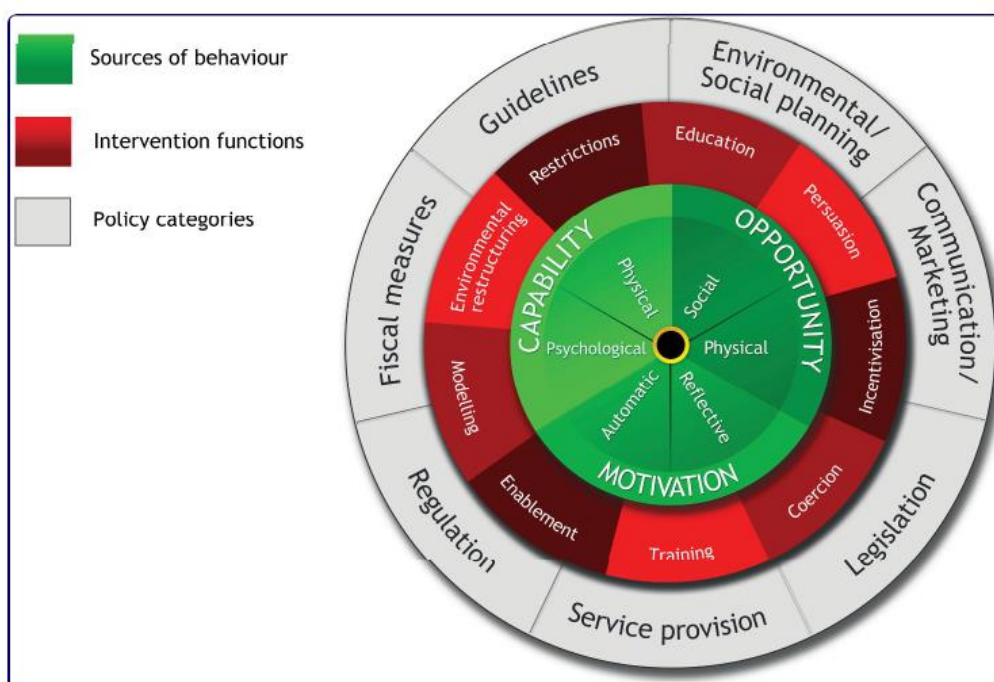 Sources of behaviour
Intervention functions
Policy categories
Guidelines
Environmental/
Social planning
Communication/
Marketing
Legislation
Service provision
Regulation
Fiscal measures
Restrictions
Education
Persuasion
Incentivisation
Coercion
Training
Enablement
Modelling
Environmental
restructuring
CAPABILITY
OPPORTUNITY
MOTIVATION
Physical
Social
Physical
Reflective
Automatic
Psychological